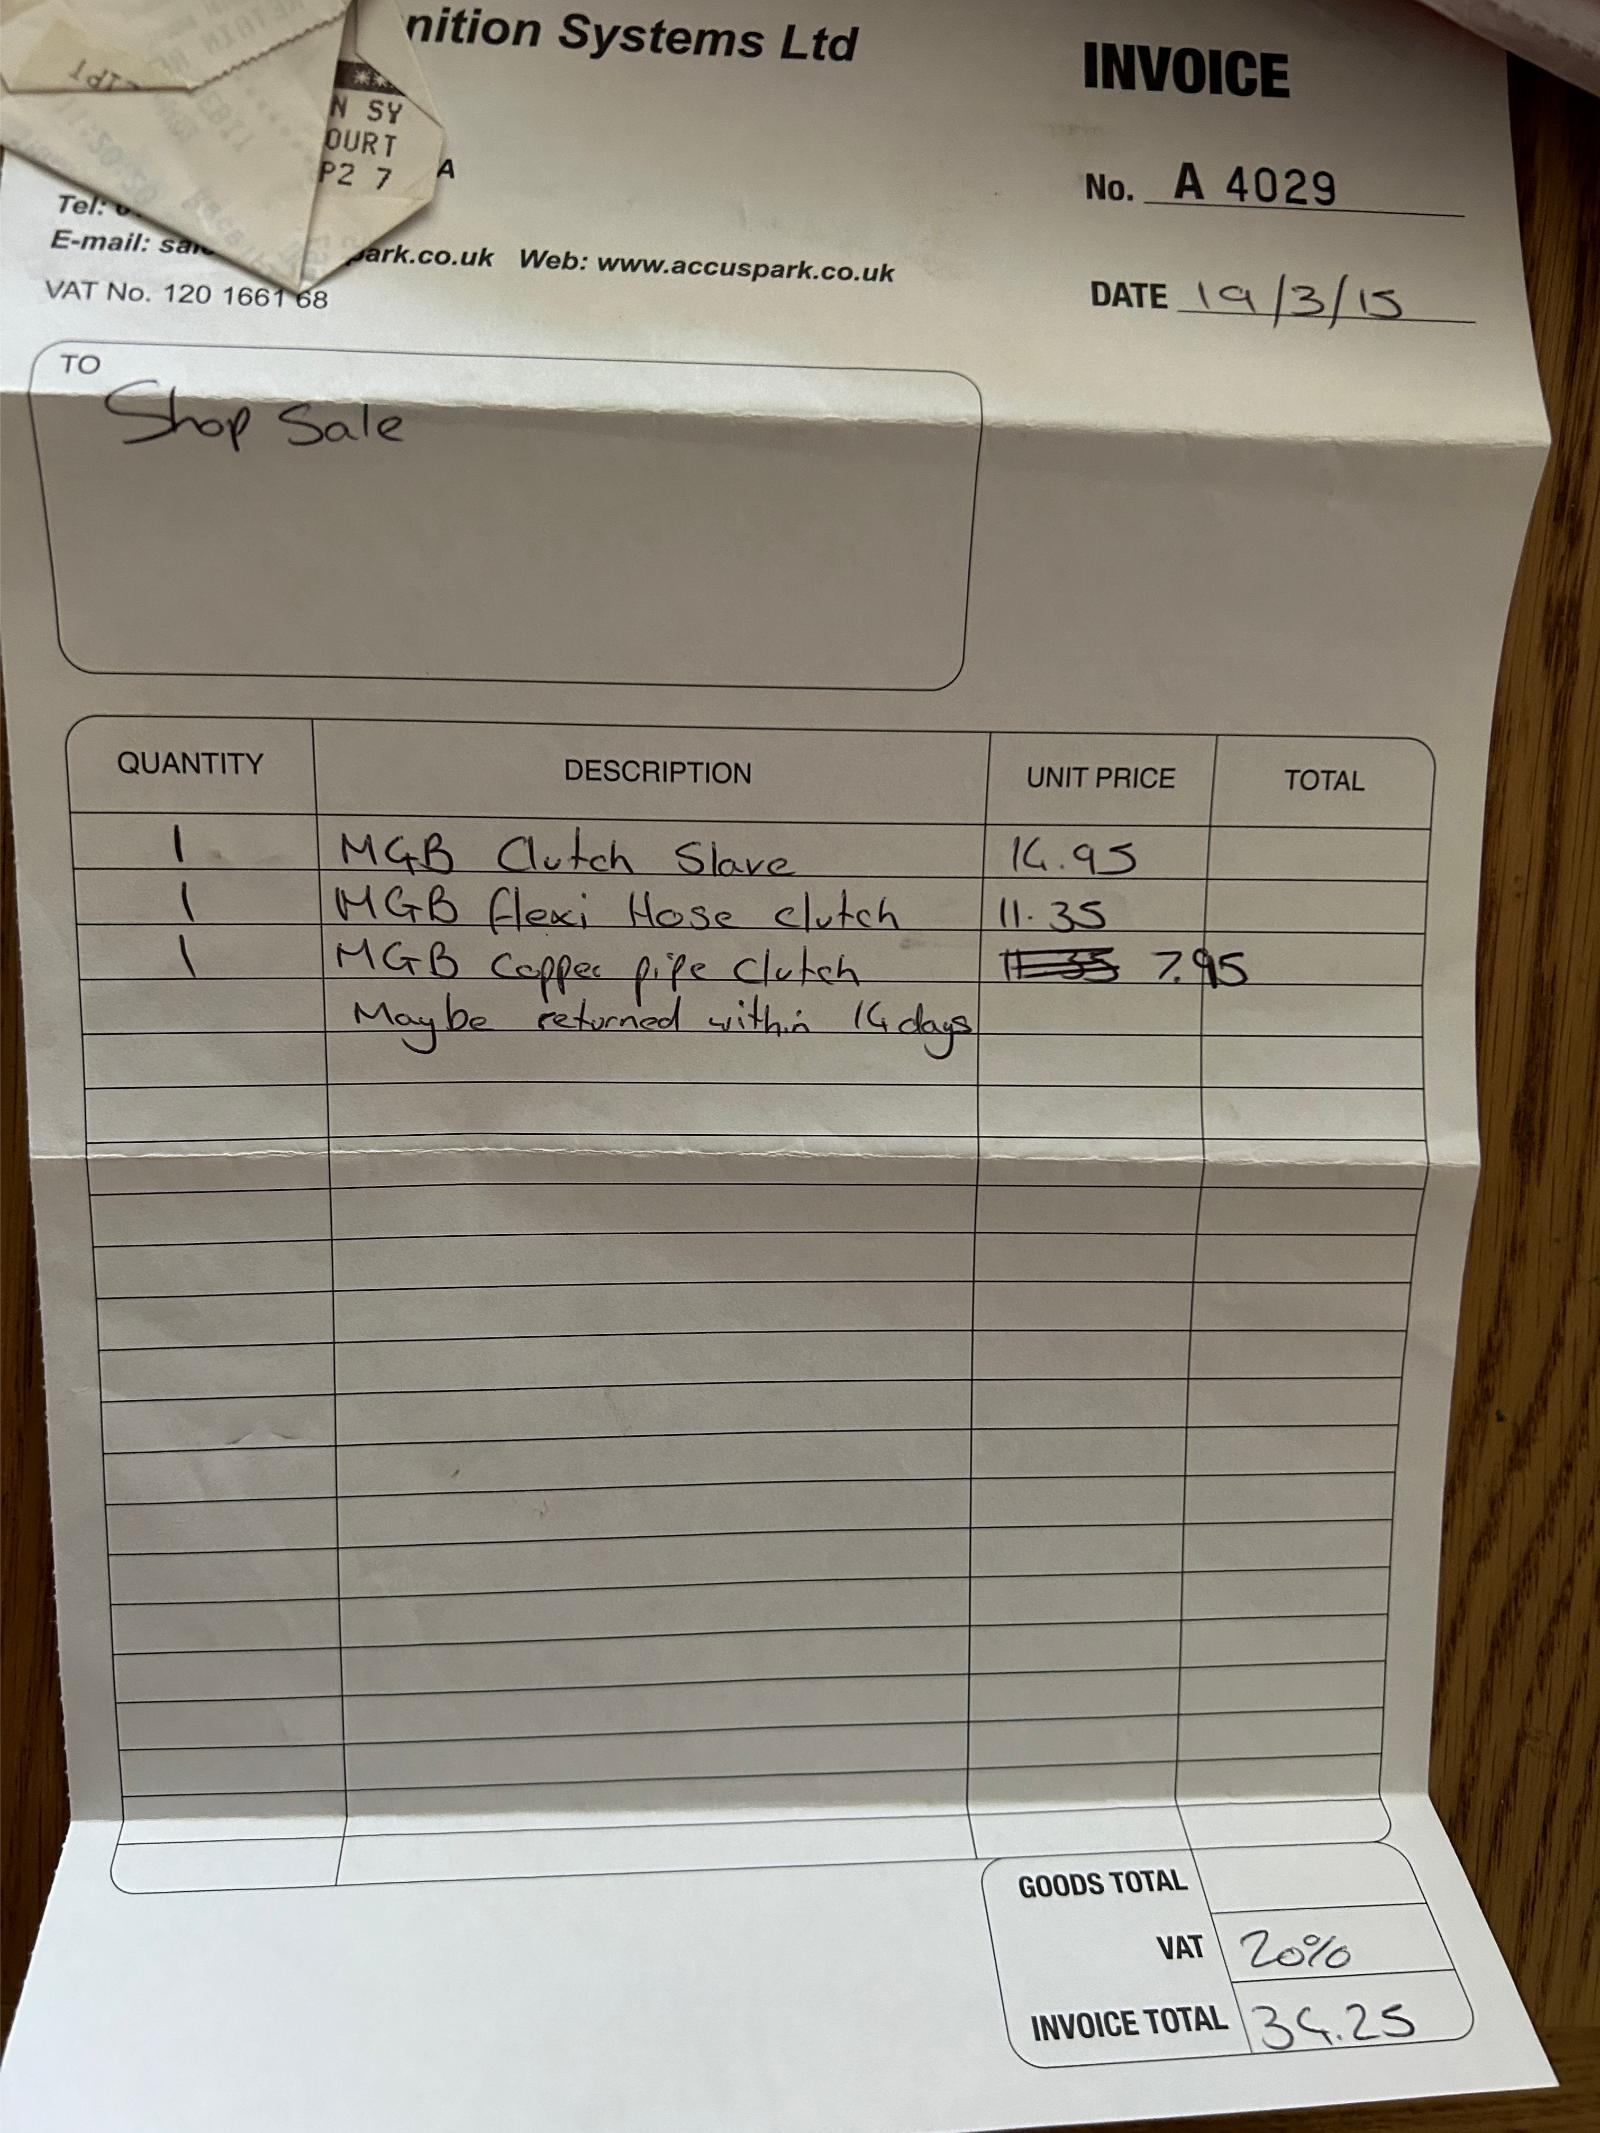 nition Systems Ltd
INVOICE
N SY
OURT
P2 7
A
No. A 4029
Tel:
E-mail: park.co.uk Web: www.accuspark.co.uk
VAT No. 120 1661 68
DATE 19/3/15
TO
Shop Sale
QUANTITY DESCRIPTION UNIT PRICE TOTAL
1 MGB Clutch Slave 14.95
1 MGB flexi Hose clutch 11.35
1 MGB Copper pipe Clutch 11.35 7.95
Maybe returned within 14 days
GOODS TOTAL
VAT 20%
INVOICE TOTAL 34.25